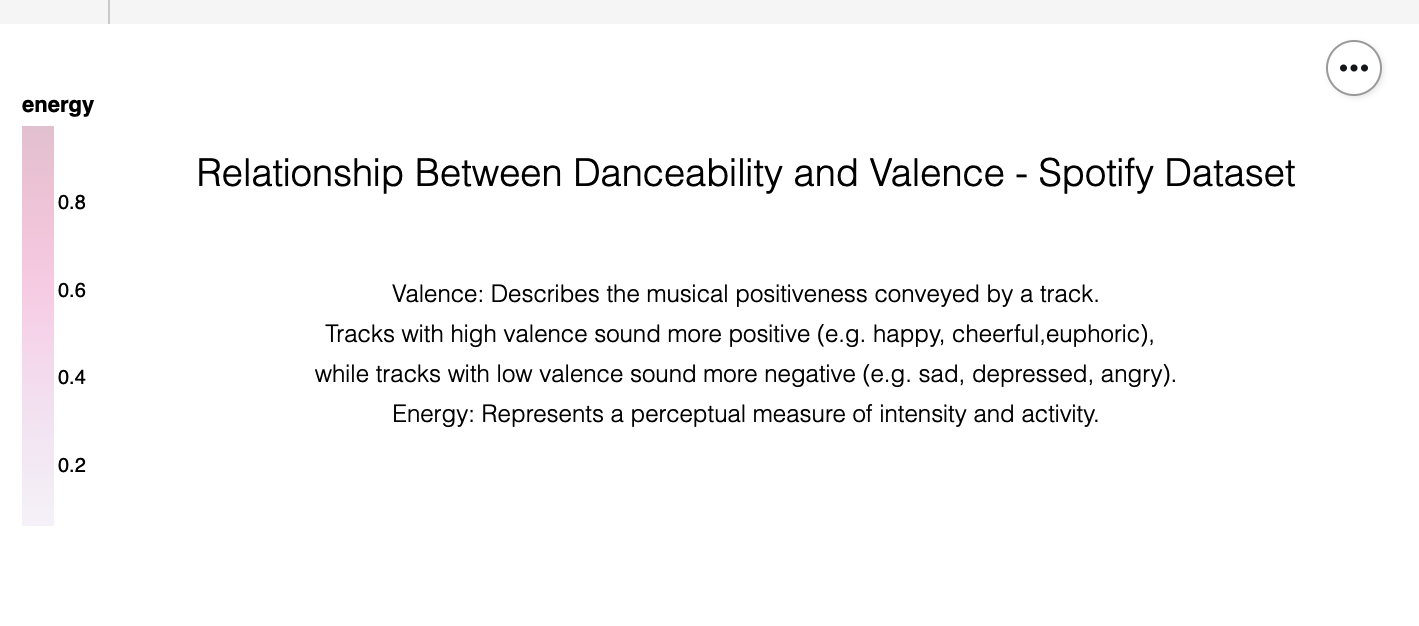 energy
0.8
0.6
0.4
0.2
Relationship Between Danceability and Valence - Spotify Dataset
Valence: Describes the musical positiveness conveyed by a track.
Tracks with high valence sound more positive (e.g. happy, cheerful,euphoric),
while tracks with low valence sound more negative (e.g. sad, depressed, angry).
Energy: Represents a perceptual measure of intensity and activity.